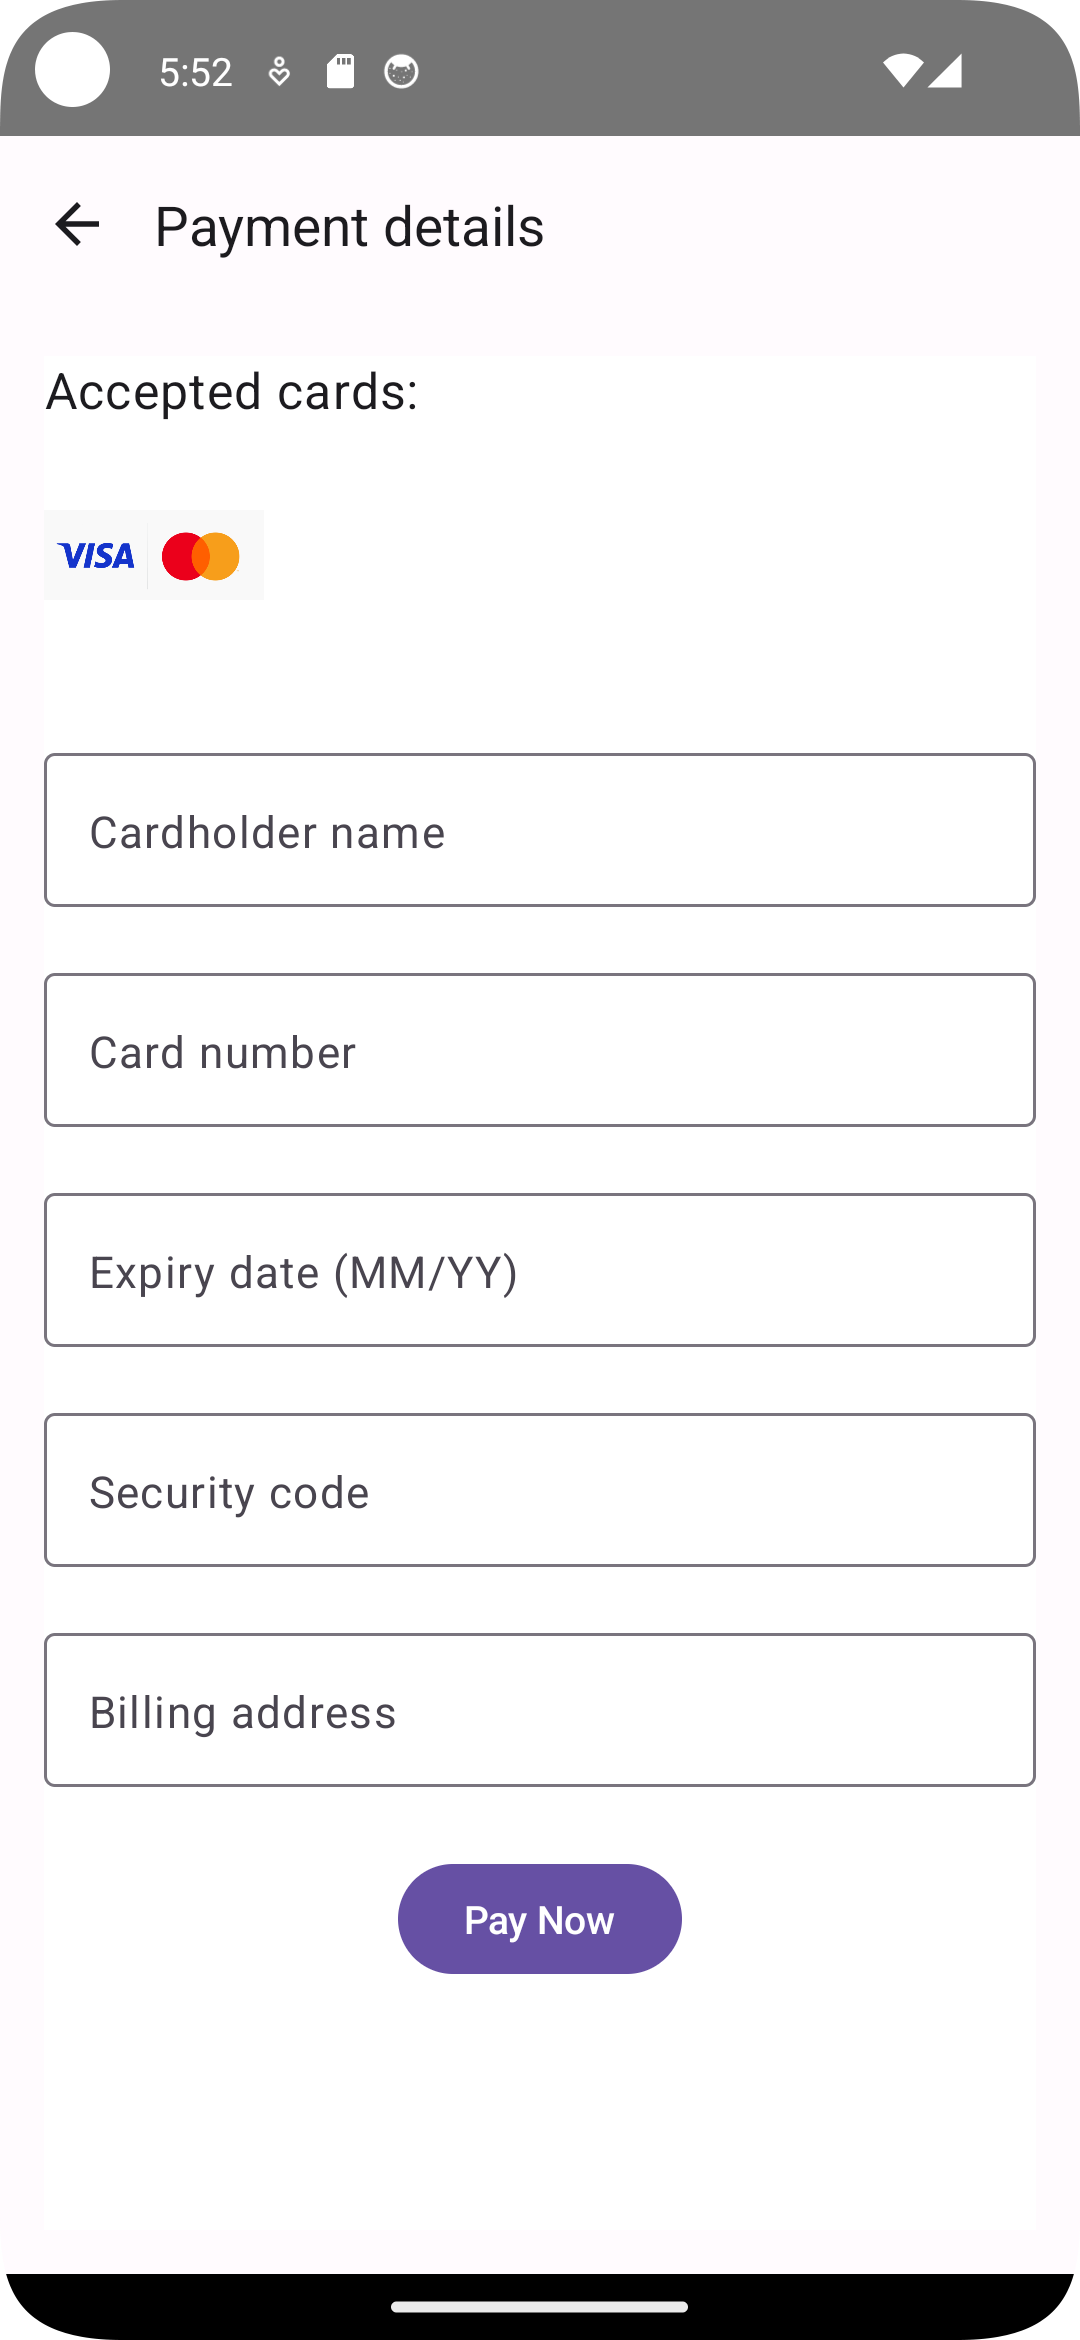 5:52
Payment details
Accepted cards:
VISA
Cardholder name
Card number
Expiry date (MM/YY)
Security code
Billing address
Pay Now